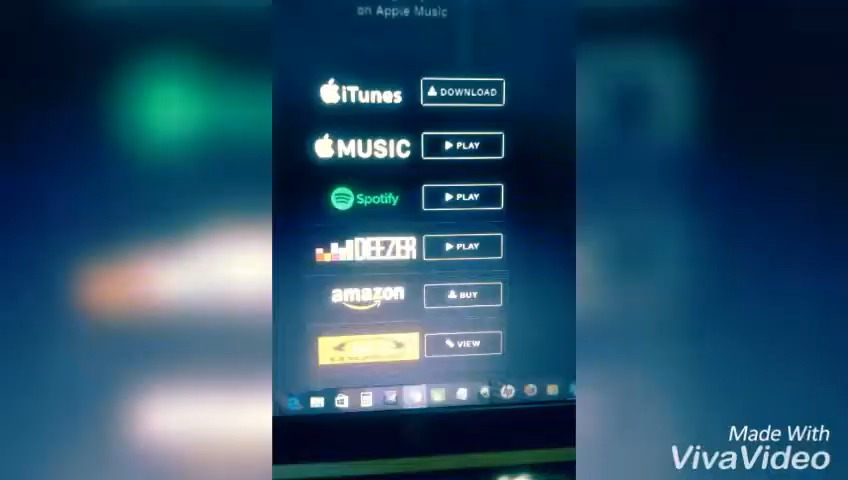 on Apple Music
iTunes DOWNLOAD
MUSIC PLAY
Spotify PLAY
DEEZER PLAY
amazon BUY
VIEW
Made With
VivaVideo